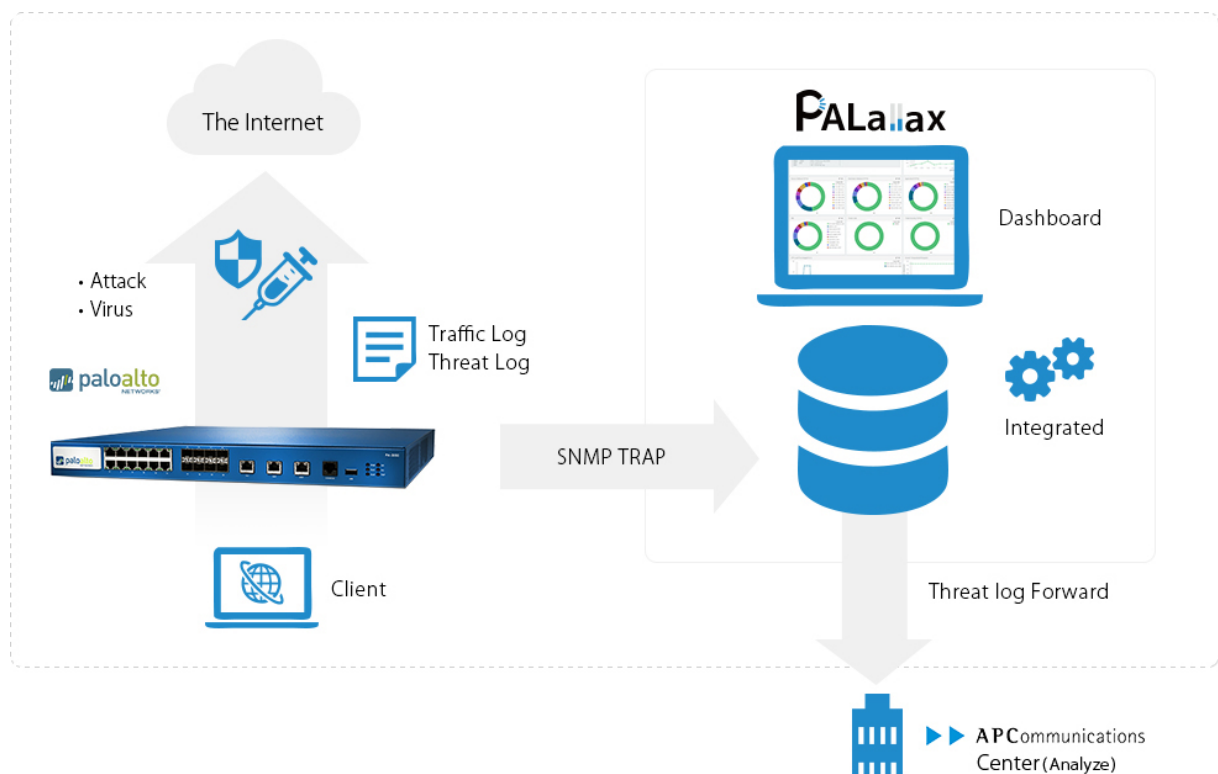 The Internet
PALallax
Dashboard
・Attack
・Virus
Traffic Log
Threat Log
paloalto
NETWORKS
paloalto
SNMP TRAP
Integrated
Client
Threat log Forward
APCommunications
Center (Analyze)